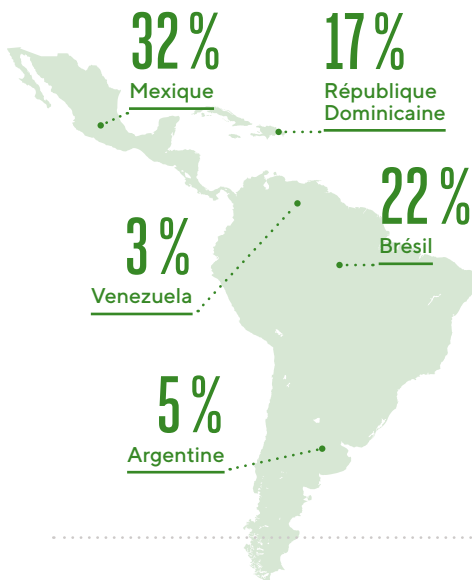 32 %
Mexique
17 %
République
Dominicaine
22 %
Brésil
3 %
Venezuela
5 %
Argentine